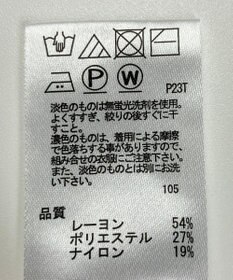 P W
P23T
淡色のものは無蛍光洗剤を使用。
よくすすぎ、絞りの後すぐに干
すこと。
濃色のものは、着用による摩擦
で色落ちする事がありますので、
組み合せの衣服にご注意下さい。
また淡色のものとは別にお洗
い下さい。
105
品質
レーヨン 54%
ポリエステル 27%
ナイロン 19%